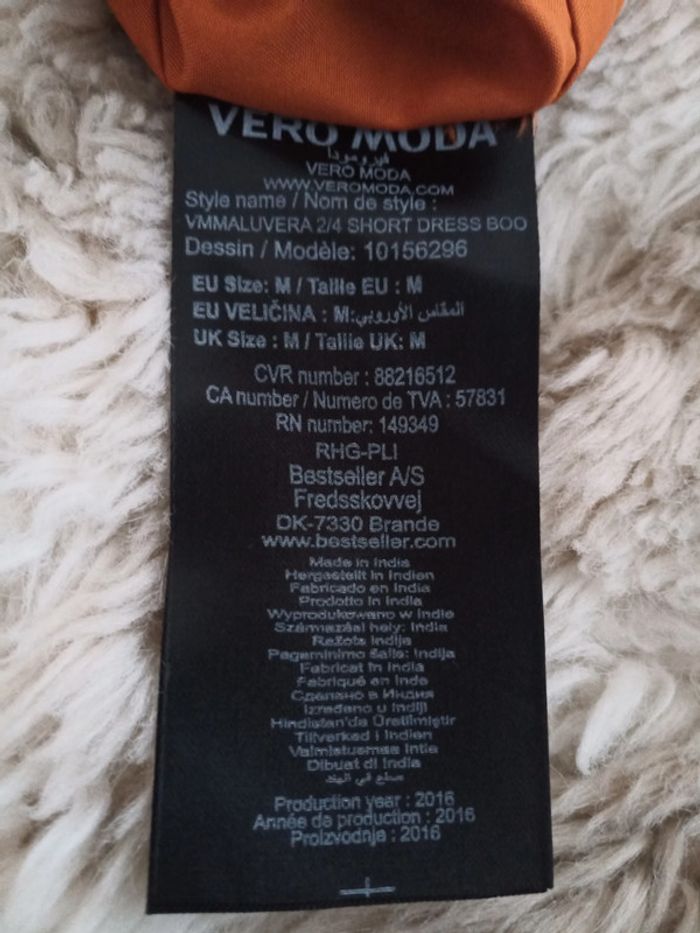 VERO MODA
فيرومودا
VERO MODA
WWW.VEROMODA.COM
Style name / Nom de style :
VMMALUVERA 2/4 SHORT DRESS BOO
Dessin / Modèle: 10156296
EU Size: M / Taille EU : M
EU VELIČINA : M:المقاس الأوروبي
UK Size : M / Taille UK: M
CVR number : 88216512
CA number / Numero de TVA : 57831
RN number: 149349
RHG-PLI
Bestseller A/S
Fredsskovvej
DK-7330 Brande
www.bestseller.com
Made in India
Hergestellt in Indien
Fabricado en India
Prodotto in India
Wyprodukowano w Indie
Származási hely: India
Ražots Indija
Pagaminimo šalis: Indija
Fabricat în India
Fabriqué en Inde
Сделано в Индия
Izrađeno u Indiji
Hindistan'da Üretilmiştir
Tillverkad i Indien
Valmistusmaa Intia
Dibuat di India
صنع في الهند
Production year : 2016
Année de production : 2016
Proizvodnje : 2016